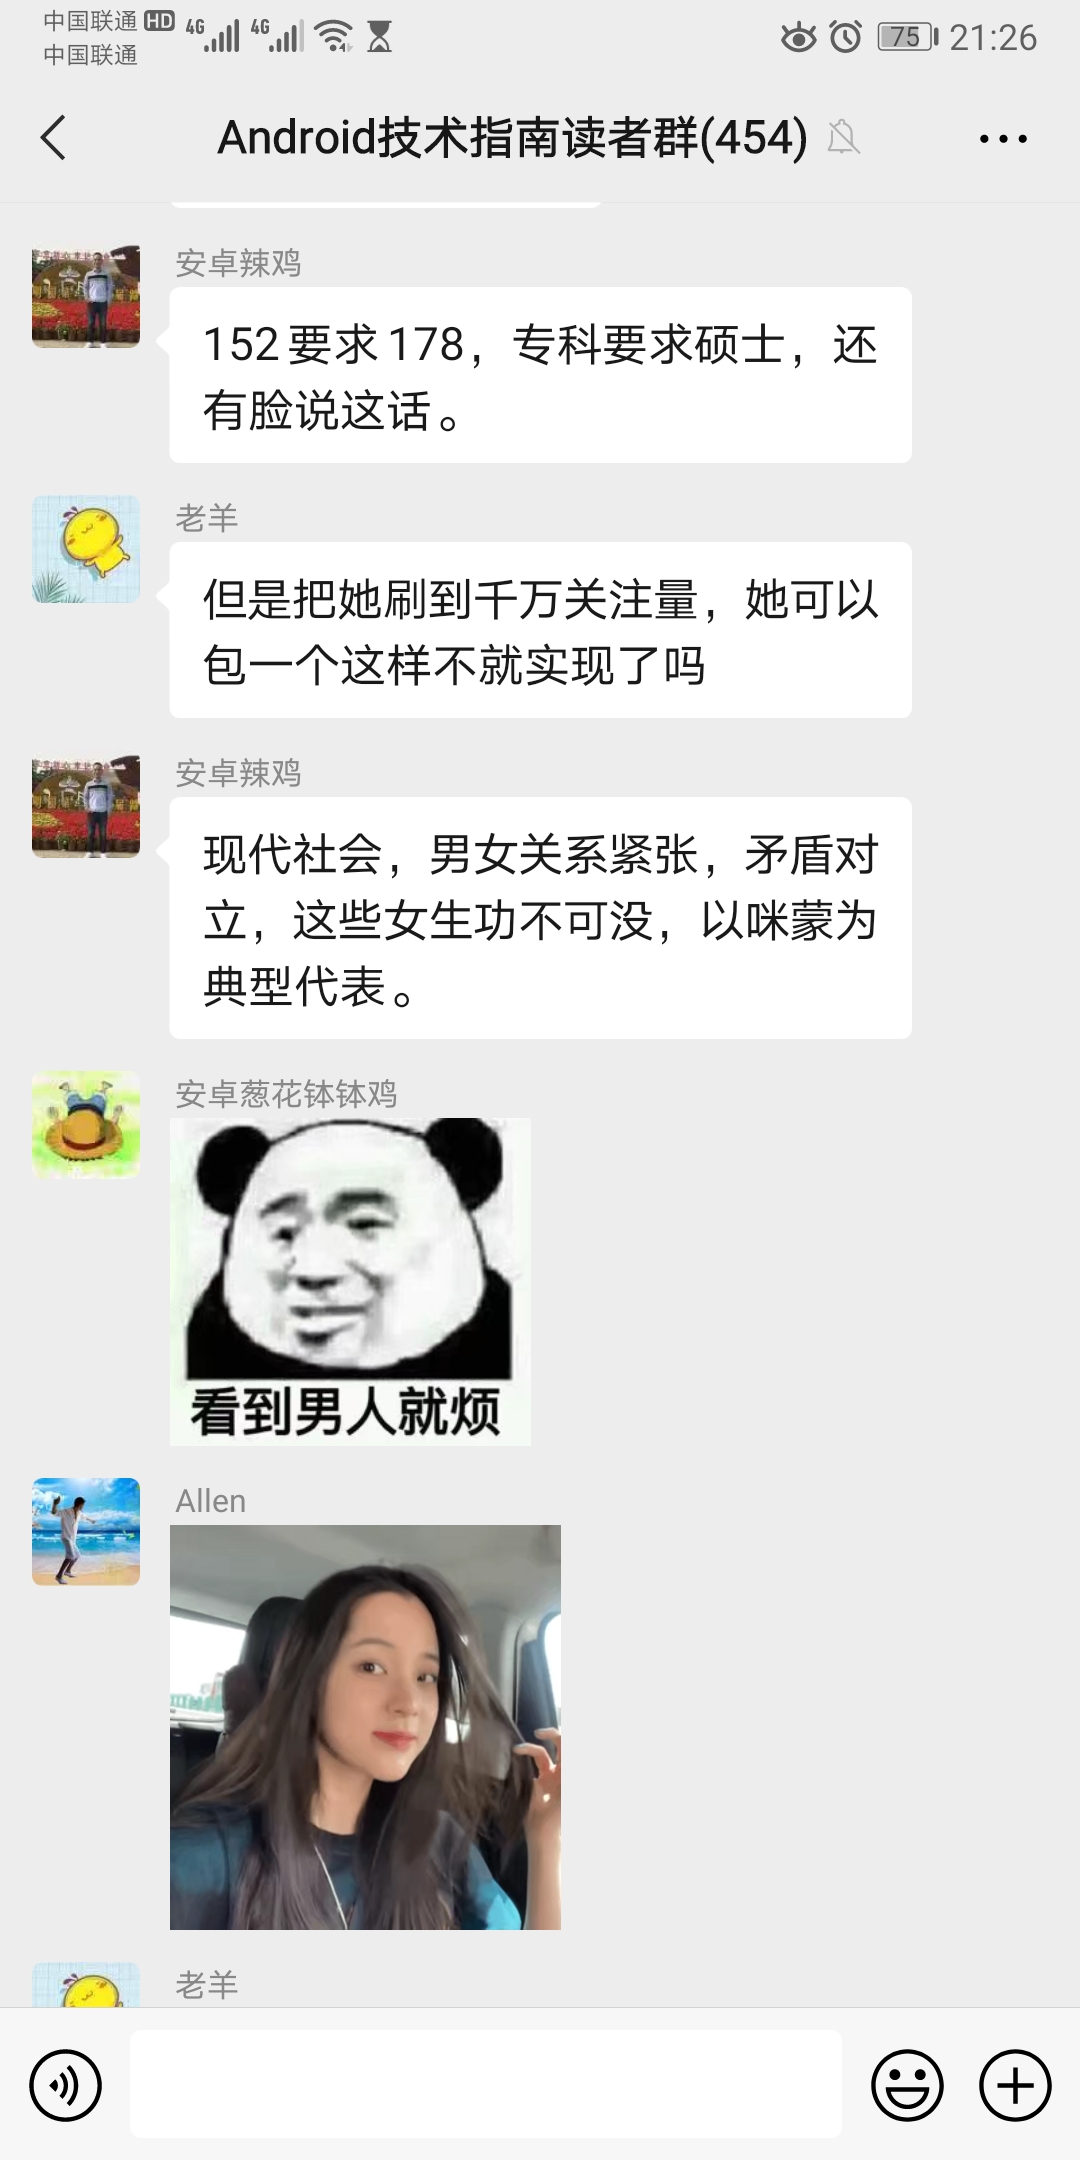 中国联通 HD 4G 4G 75 21:26
中国联通
Android技术指南读者群(454)
安卓辣鸡
152要求178，专科要求硕士，还
有脸说这话。
老羊
但是把她刷到千万关注量，她可以
包一个这样不就实现了吗
安卓辣鸡
现代社会，男女关系紧张，矛盾对
立，这些女生功不可没，以咪蒙为
典型代表。
安卓葱花钵钵鸡
看到男人就烦
Allen
老羊